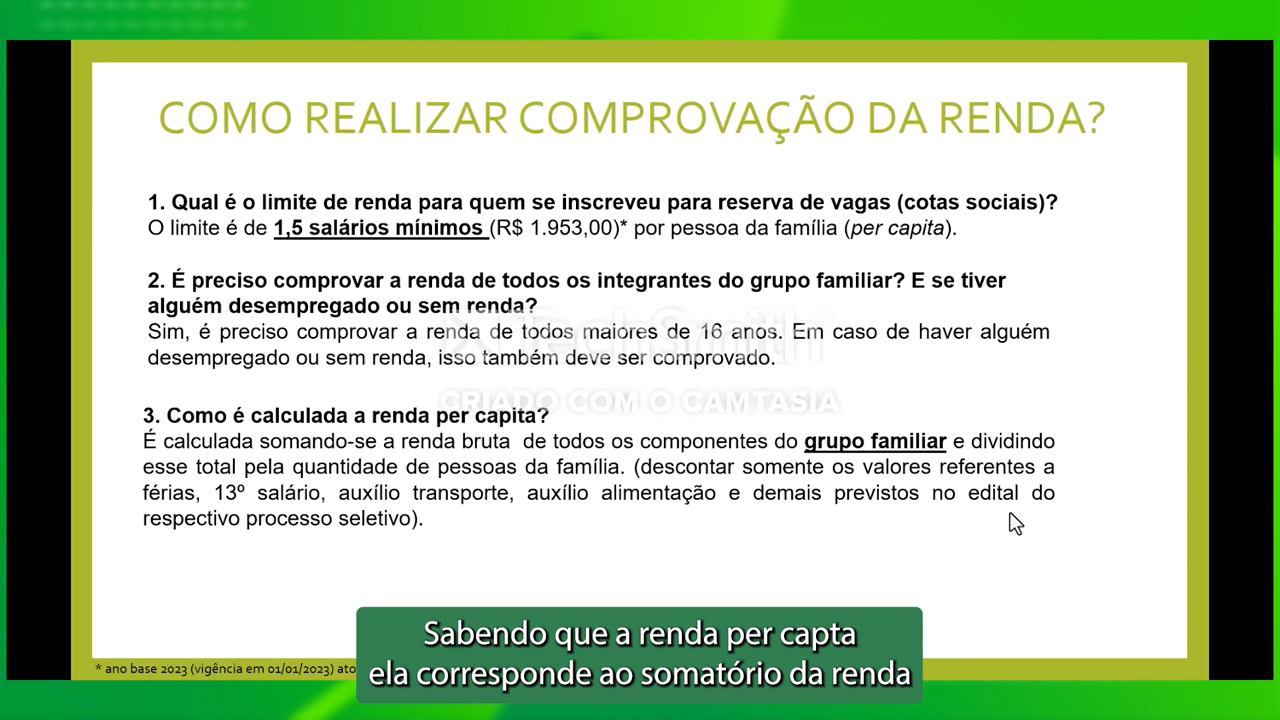 COMO REALIZAR COMPROVAÇÃO DA RENDA?
1. Qual é o limite de renda para quem se inscreveu para reserva de vagas (cotas sociais)?
O limite é de 1,5 salários mínimos (R$ 1.953,00)* por pessoa da família (per capita).
2. É preciso comprovar a renda de todos os integrantes do grupo familiar? E se tiver
alguém desempregado ou sem renda?
Sim, é preciso comprovar a renda de todos maiores de 16 anos. Em caso de haver alguém
desempregado ou sem renda, isso também deve ser comprovado.
TechSmith
CRIADO COM O CAMTASIA
3. Como é calculada a renda per capita?
É calculada somando-se a renda bruta de todos os componentes do grupo familiar e dividindo
esse total pela quantidade de pessoas da família. (descontar somente os valores referentes a
férias, 13º salário, auxílio transporte, auxílio alimentação e demais previstos no edital do
respectivo processo seletivo).
Sabendo que a renda per capta
ela corresponde ao somatório da renda
* ano base 2023 (vigência em 01/01/2023) ato